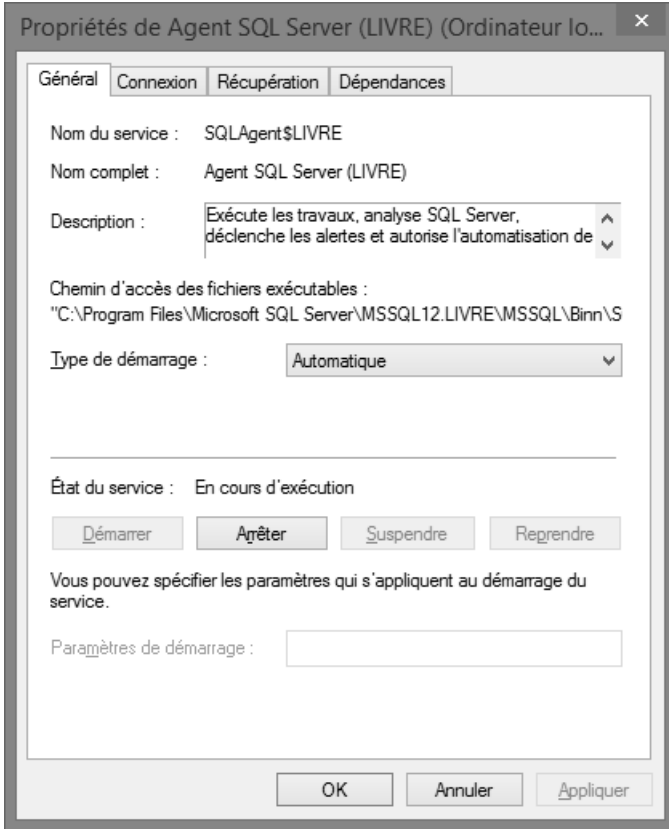 Propriétés de Agent SQL Server (LIVRE) (Ordinateur lo...
Général Connexion Récupération Dépendances
Nom du service : SQLAgent$LIVRE
Nom complet : Agent SQL Server (LIVRE)
Description : Exécute les travaux, analyse SQL Server,
déclenche les alertes et autorise l'automatisation de
Chemin d'accès des fichiers exécutables :
"C:\Program Files\Microsoft SQL Server\MSSQL12.LIVRE\MSSQL\Binn\S
Type de démarrage : Automatique
État du service : En cours d'exécution
Démarrer Arrêter Suspendre Reprendre
Vous pouvez spécifier les paramètres qui s'appliquent au démarrage du
service.
Paramètres de démarrage :
OK Annuler Appliquer